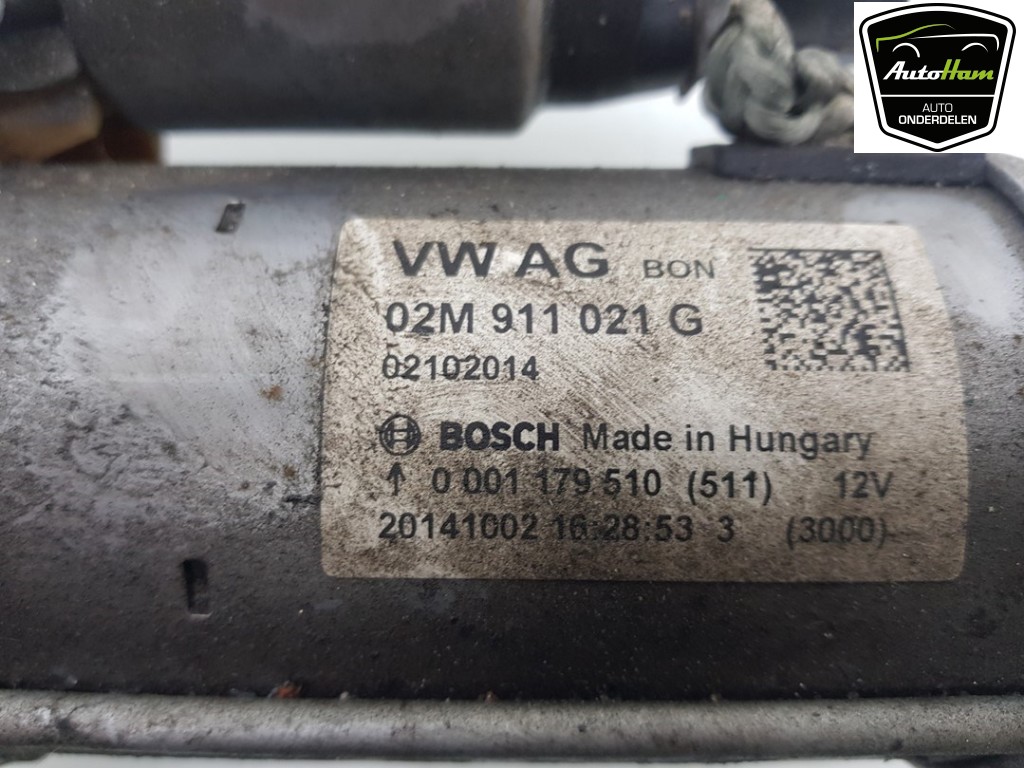 AutoHam
AUTO
ONDERDELEN
VW AG BON
02M 911 021 G
02102014
BOSCH Made in Hungary
↑ 0 001 179 510 (511) 12V
20141002 16:28:53 3 (3000)